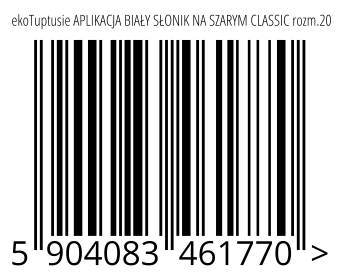 ekoTuptusie APLIKACJA BIAŁY SŁONIK NA SZARYM CLASSIC rozm.20
5 904083 461770 >